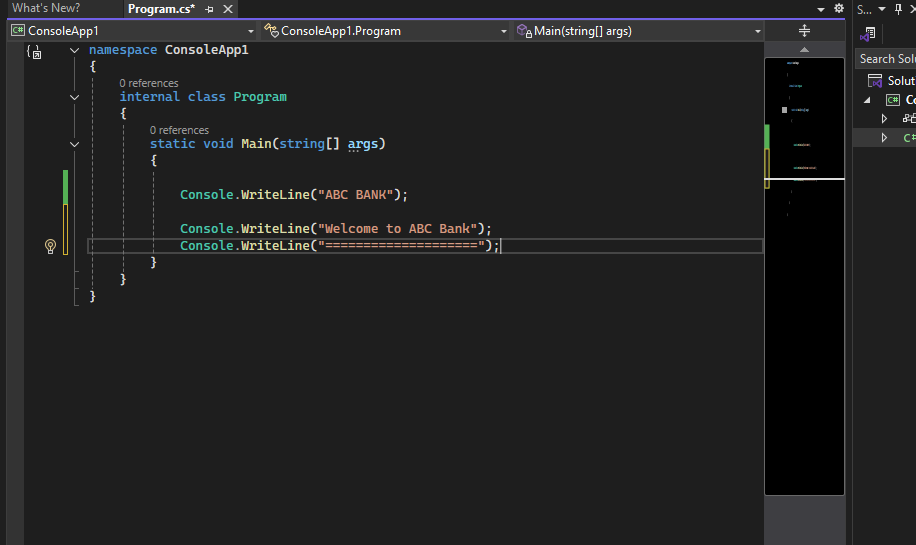 What's New?
Program.cs*
S...
C# ConsoleApp1
ConsoleApp1.Program
Main(string[] args)
Search Solu
Solut
C# Co
C#
namespace ConsoleApp1
{
0 references
internal class Program
{
0 references
static void Main(string[] args)
{
Console.WriteLine("ABC BANK");
Console.WriteLine("Welcome to ABC Bank");
Console.WriteLine("====================");
}
}
}